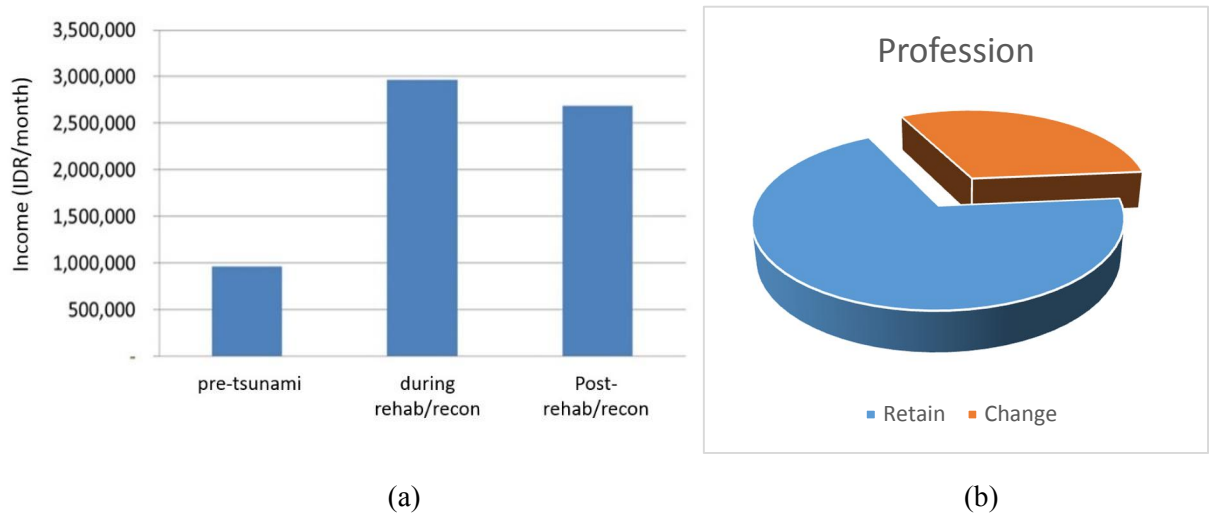 3,500,000
3,000,000
2,500,000
2,000,000
1,500,000
1,000,000
500,000
-
Income (IDR/month)
pre-tsunami
during
rehab/recon
Post-
rehab/recon
(a)
Profession
Retain
Change
(b)